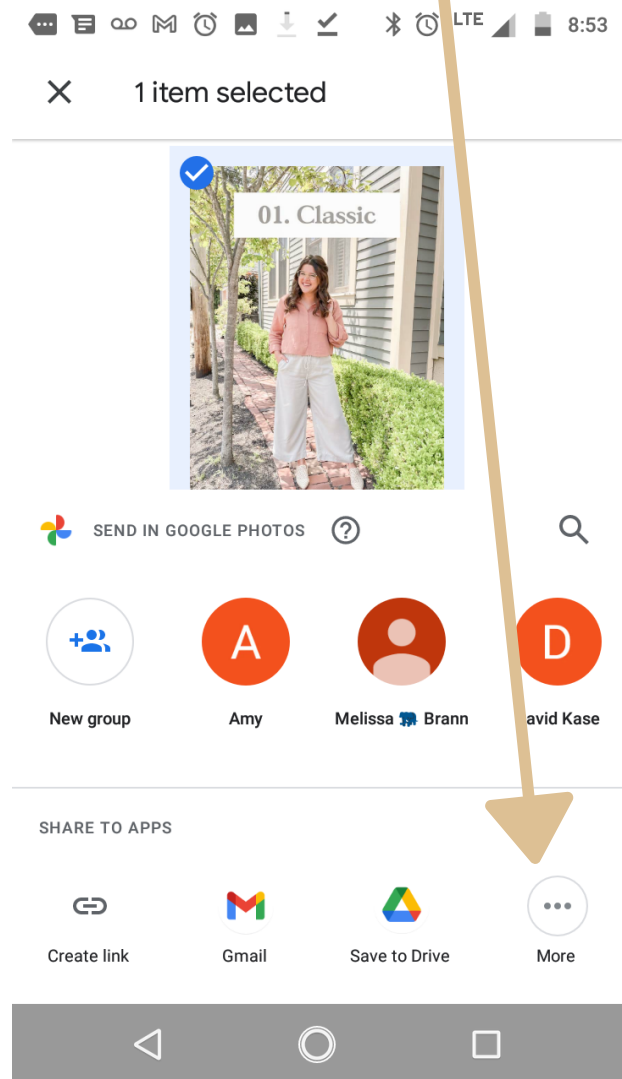 LTE 8:53
1 item selected
01. Classic
SEND IN GOOGLE PHOTOS
New group Amy Melissa 🐘 Brann avid Kase
A D
SHARE TO APPS
Create link Gmail Save to Drive More